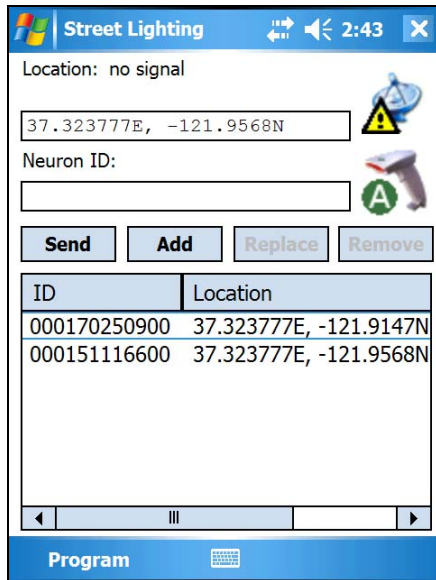 Street Lighting 2:43
Location: no signal
37.323777E, -121.9568N
Neuron ID:
A
Send Add Replace Remove
ID Location
000170250900 37.323777E, -121.9147N
000151116600 37.323777E, -121.9568N
Program